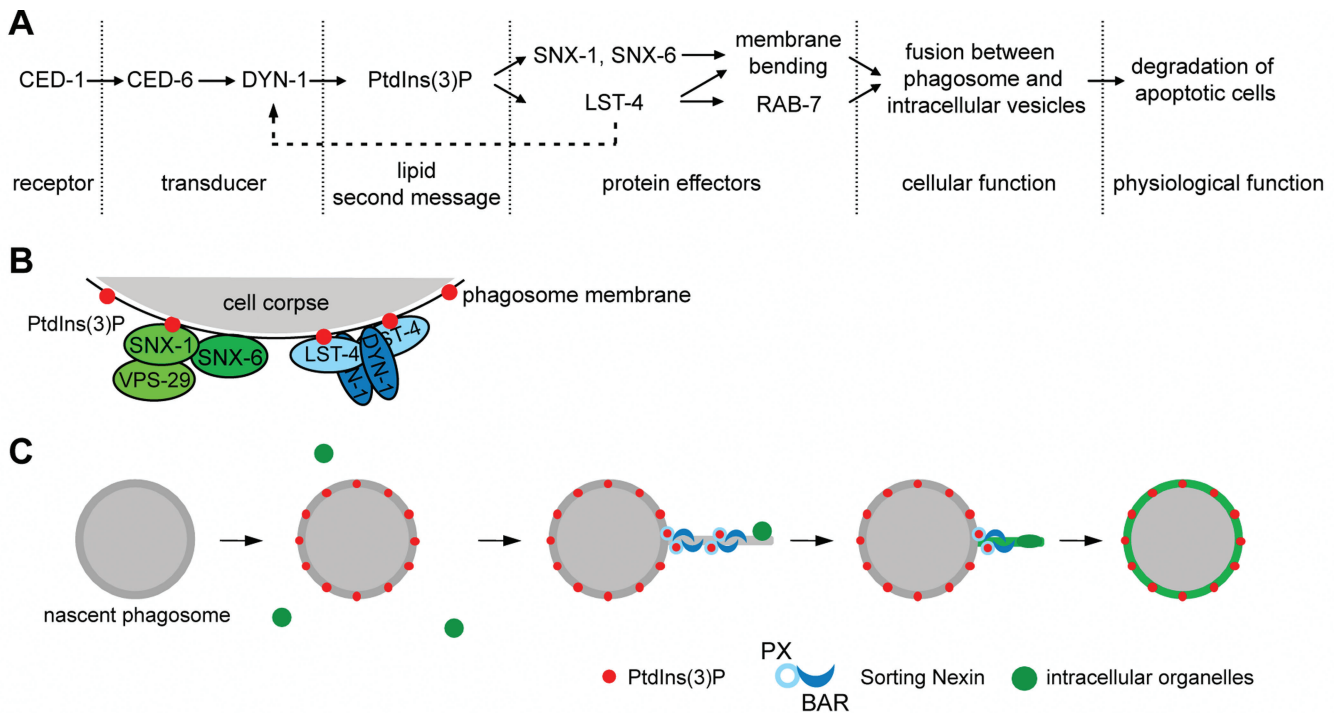 A
CED-1
CED-6
DYN-1
PtdIns(3)P
SNX-1, SNX-6
LST-4
membrane
bending
RAB-7
fusion between
phagosome and
intracellular vesicles
degradation of
apoptotic cells
receptor
transducer
lipid
second message
protein effectors
cellular function
physiological function
B
cell corpse
phagosome membrane
PtdIns(3)P
SNX-1
SNX-6
VPS-29
LST-4
ST-4
DYN-1
N-1
C
nascent phagosome
PtdIns(3)P
PX
BAR
Sorting Nexin
intracellular organelles